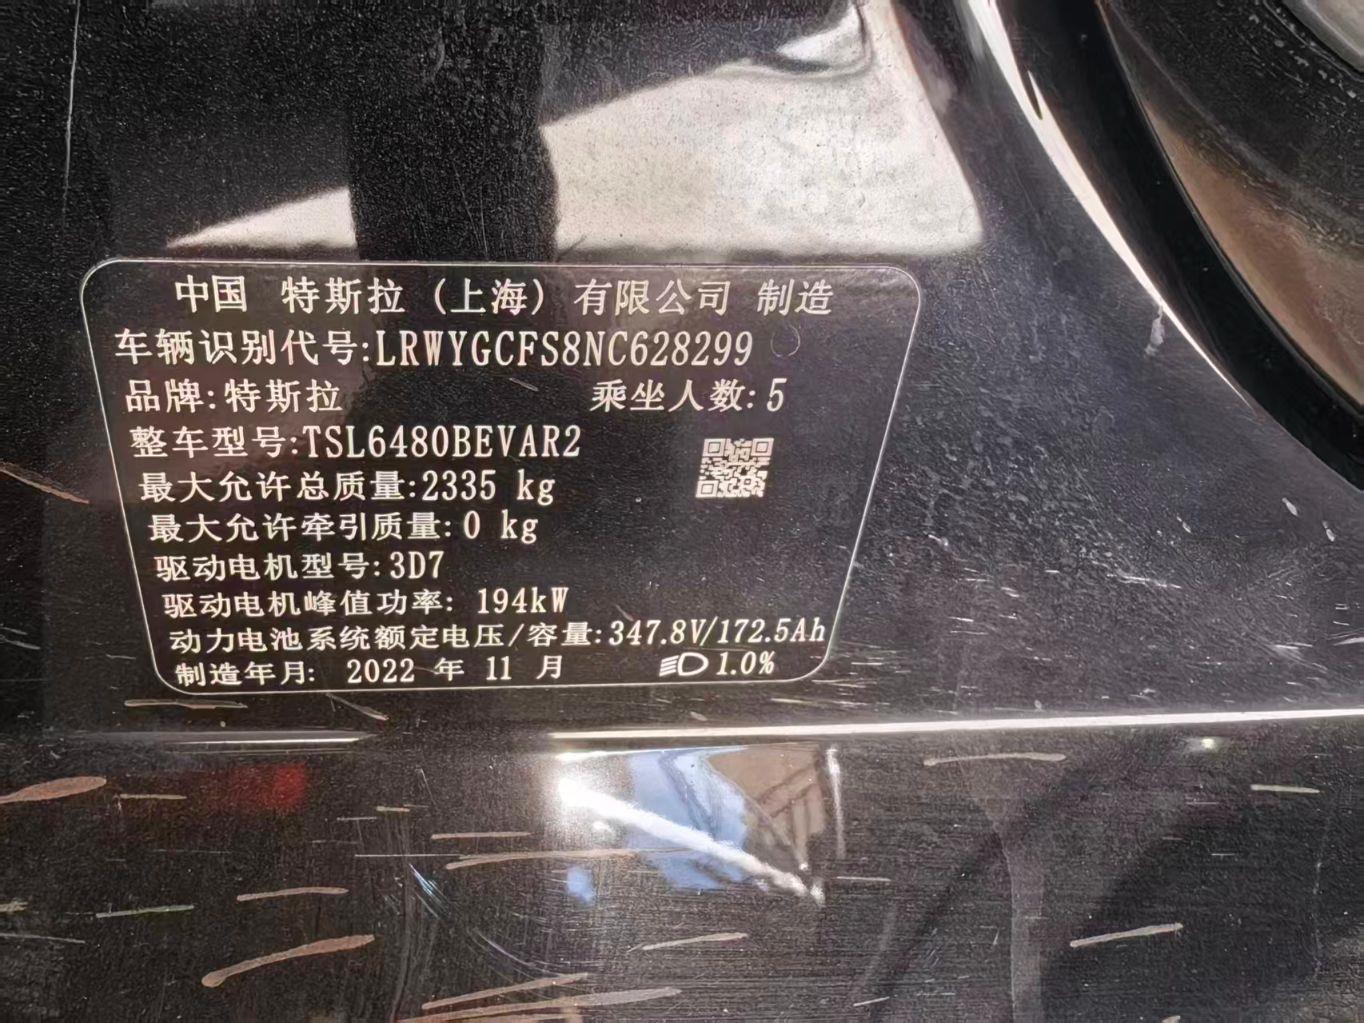 中国 特斯拉 (上海) 有限公司 制造
车辆识别代号:LRWYGCFS8NC628299
品牌:特斯拉 乘坐人数:5
整车型号:TSL6480BEVAR2
最大允许总质量:2335 kg
最大允许牵引质量:0 kg
驱动电机型号:3D7
驱动电机峰值功率: 194kW
动力电池系统额定电压/容量:347.8V/172.5Ah
制造年月: 2022 年 11 月 1.0%